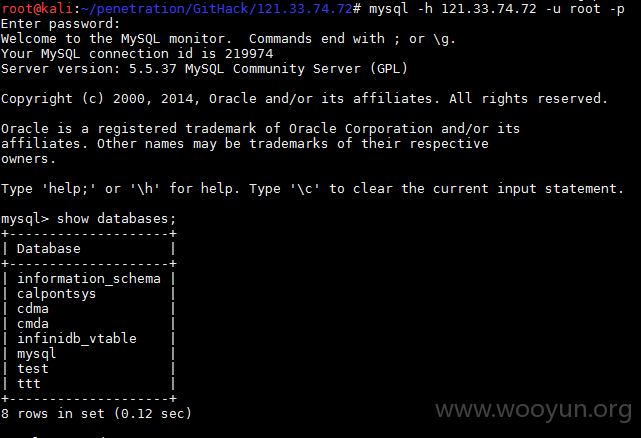 root@kali:~/penetration/GitHack/121.33.74.72# mysql -h 121.33.74.72 -u root -p
Enter password:
Welcome to the MySQL monitor.  Commands end with ; or \g.
Your MySQL connection id is 219974
Server version: 5.5.37 MySQL Community Server (GPL)

Copyright (c) 2000, 2014, Oracle and/or its affiliates. All rights reserved.

Oracle is a registered trademark of Oracle Corporation and/or its
affiliates. Other names may be trademarks of their respective
owners.

Type 'help;' or '\h' for help. Type '\c' to clear the current input statement.

mysql> show databases;
+--------------------+
| Database           |
+--------------------+
| information_schema |
| calpontsys         |
| cdma               |
| cmda               |
| infinidb_vtable    |
| mysql              |
| test               |
| ttt                |
+--------------------+
8 rows in set (0.12 sec)
www.wooyun.org